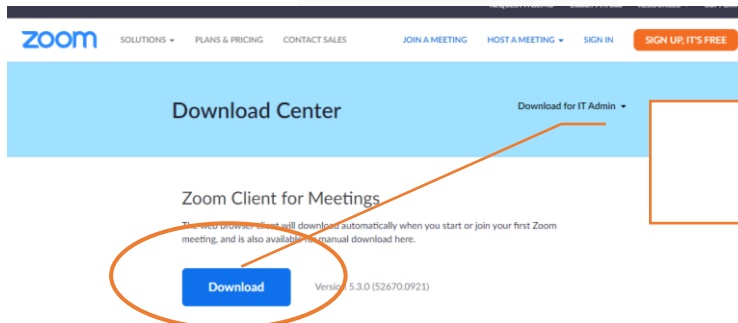 zoom
SOLUTIONS
PLANS & PRICING
CONTACT SALES
JOIN A MEETING
HOST A MEETING
SIGN IN
SIGN UP, IT'S FREE
Download Center
Download for IT Admin
Zoom Client for Meetings
The web browser client will download automatically when you start or join your first Zoom
meeting, and is also available for manual download here.
Download
Version 5.3.0 (52670.0921)